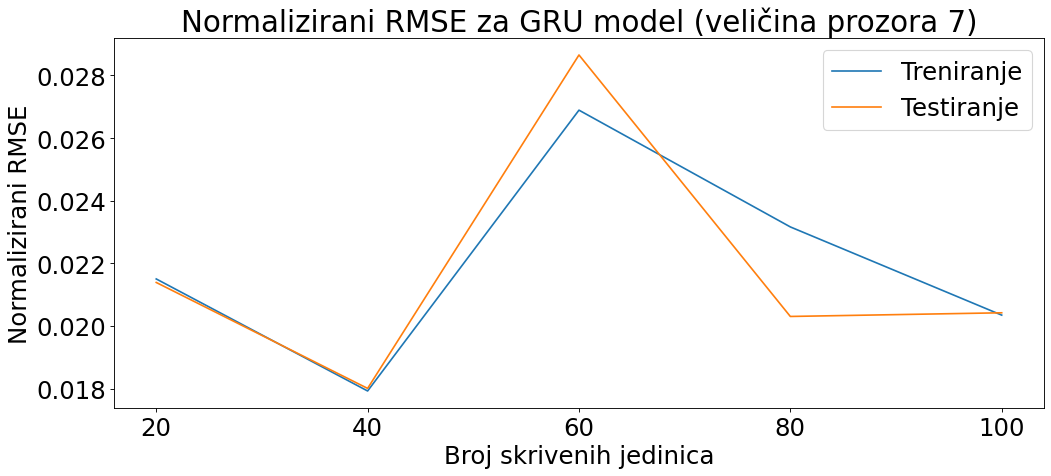 Normalizirani RMSE za GRU model (veličina prozora 7)
Treniranje
Testiranje
Normalizirani RMSE
0.028
0.026
0.024
0.022
0.020
0.018
20 40 60 80 100
Broj skrivenih jedinica